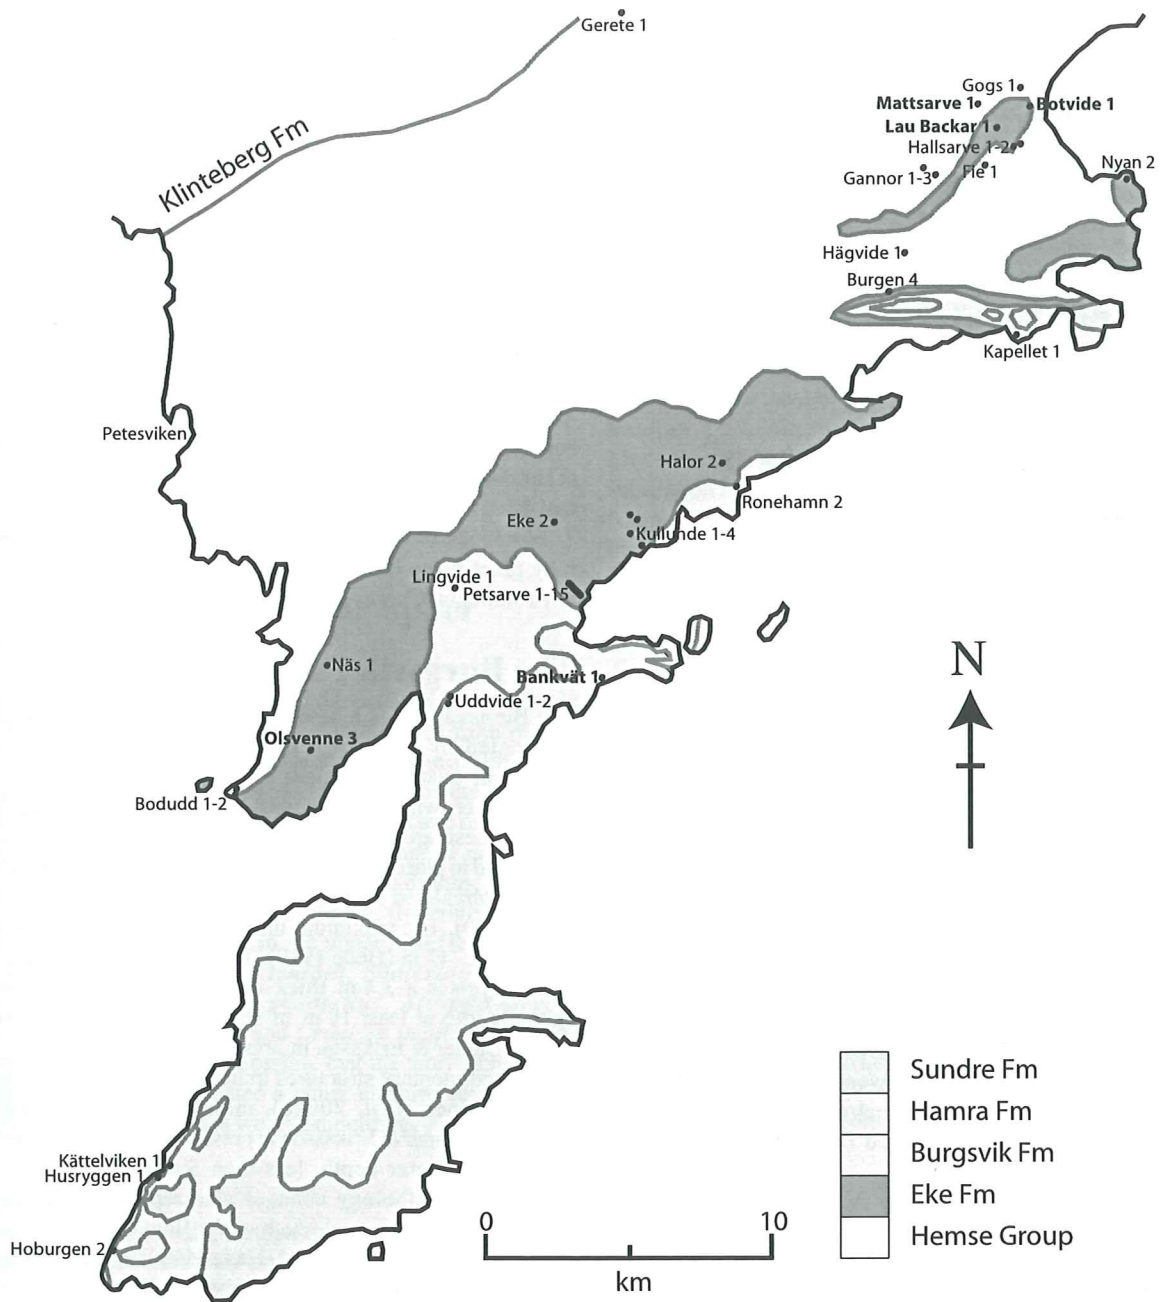 Gerete 1
Klinteberg Fm
Gogs 1
Mattsarve 1
Botvide 1
Lau Backar 1
Hallsarve 1-2
Nyan 2
Gannor 1-3
Fie 1
Hägvide 1
Burgen 4
Kapellet 1
Petesviken
Halor 2
Ronehamn 2
Eke 2
Kullunde 1-4
Lingvide 1
Petsarve 1-15
Näs 1
Bankvät 1
Uddvide 1-2
Olsvenne 3
Bodudd 1-2
N
Kättelviken 1
Husryggen 1
Hoburgen 2
0
10
km
Sundre Fm
Hamra Fm
Burgsvik Fm
Eke Fm
Hemse Group